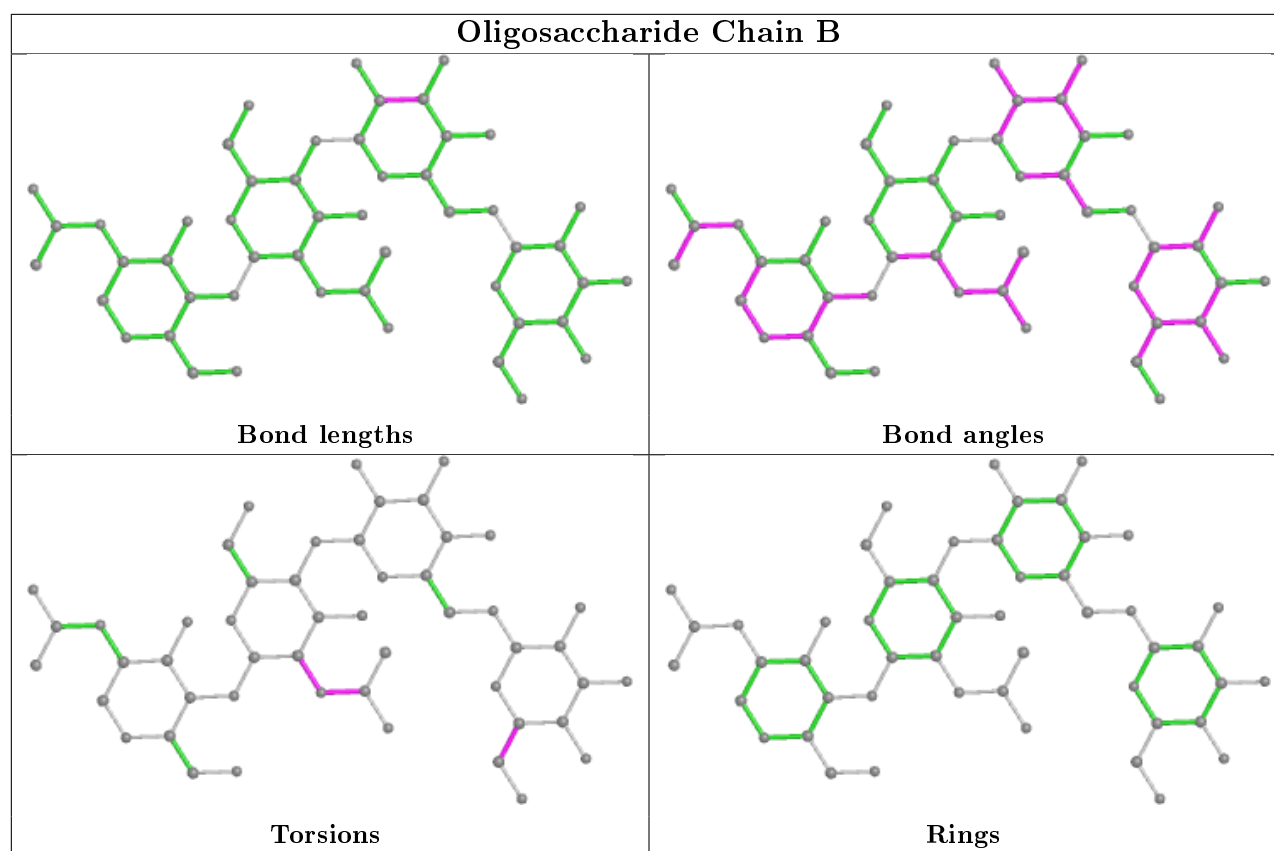 Oligosaccharide Chain B
Bond lengths
Bond angles
Torsions
Rings